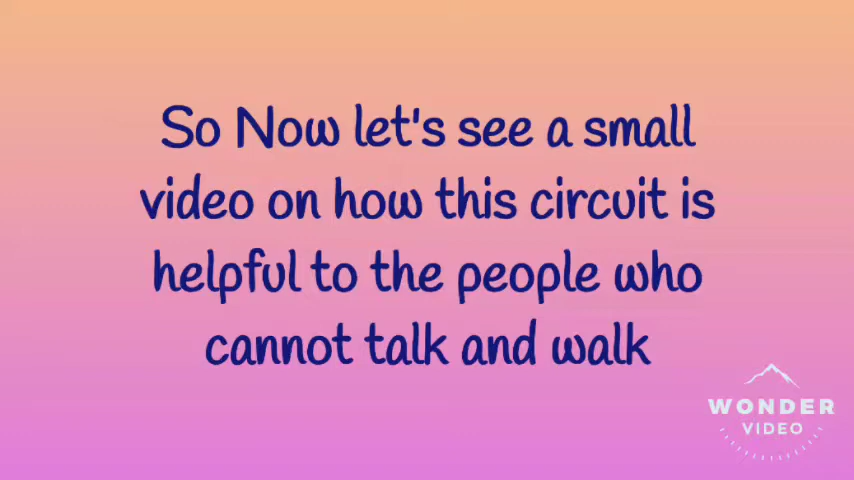 So Now let's see a small
video on how this circuit is
helpful to the people who
cannot talk and walk
WONDER
VIDEO